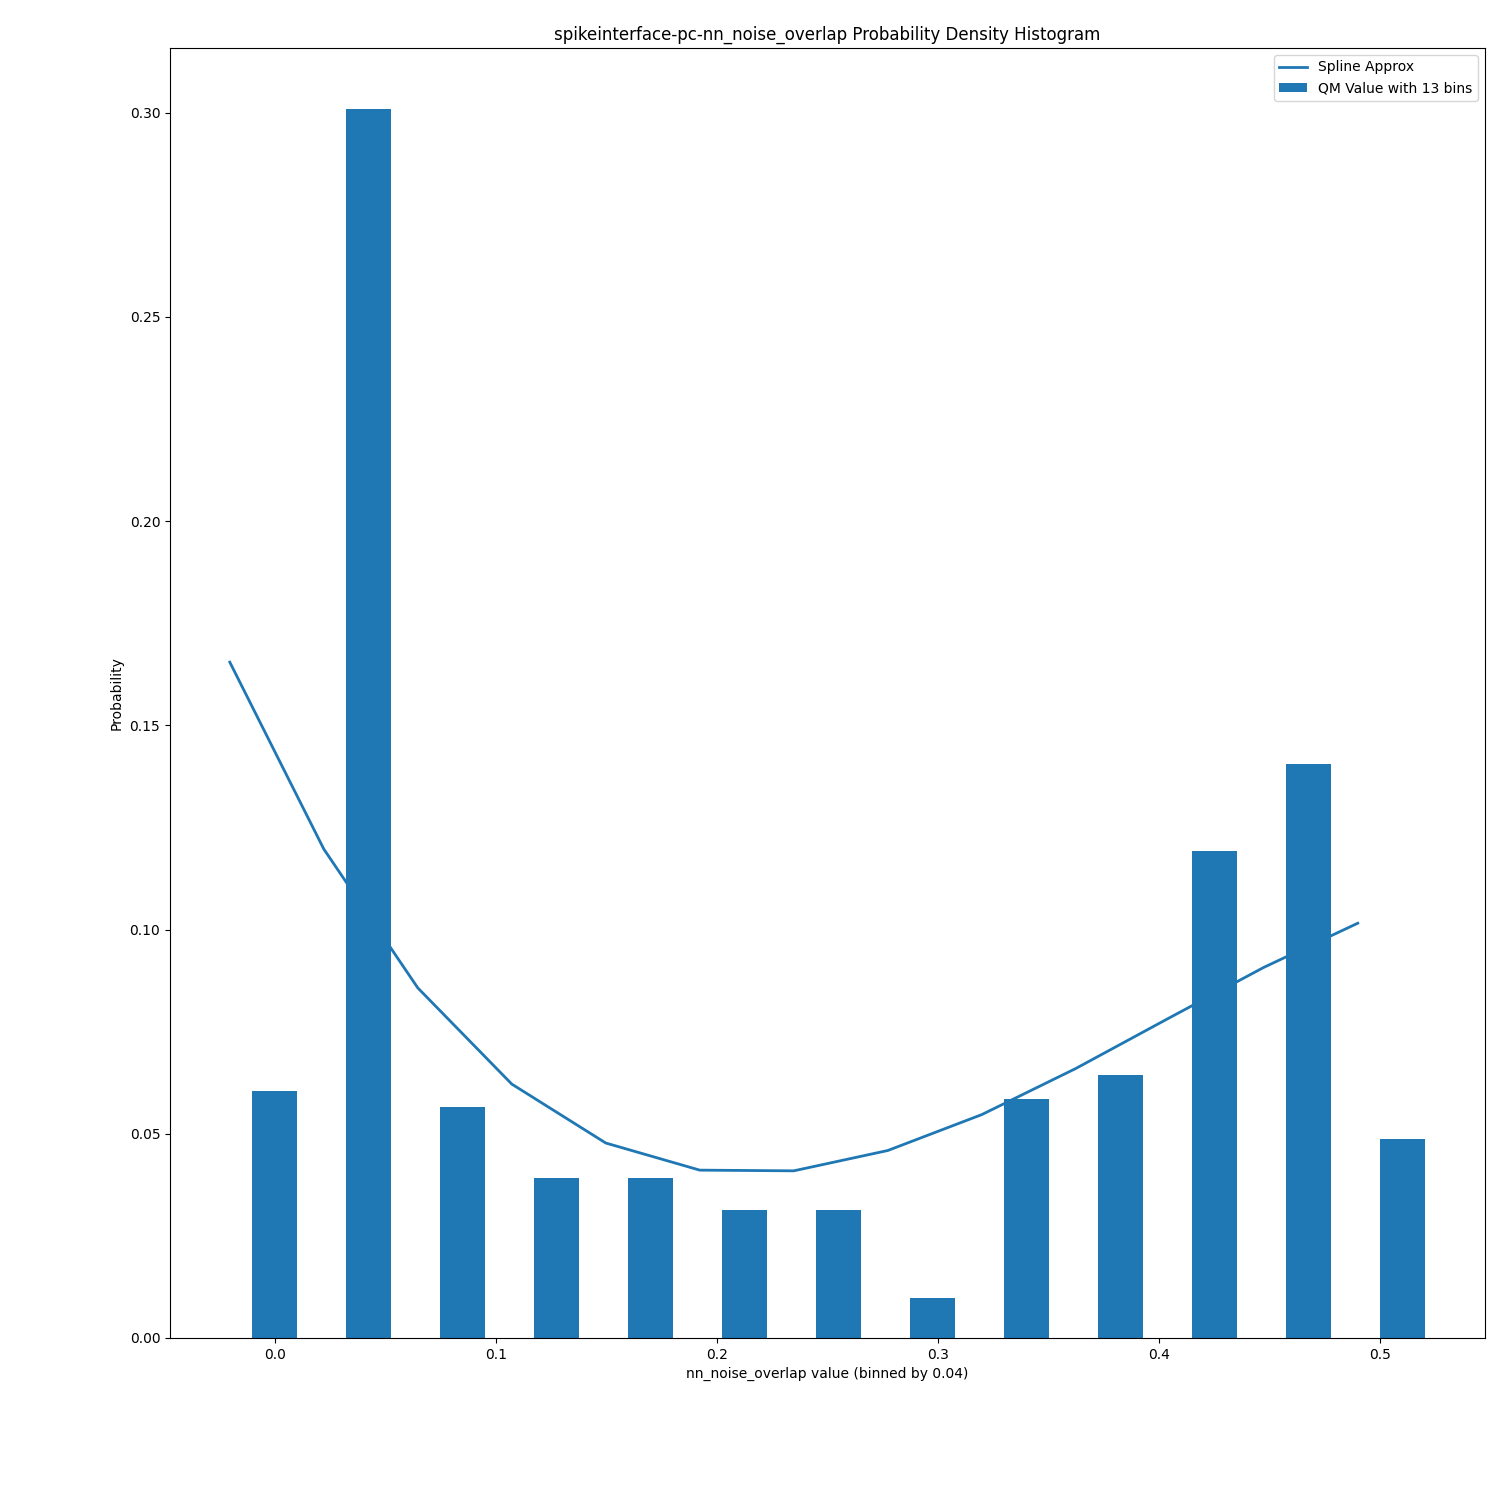 spikeinterface-pc-nn_noise_overlap Probability Density Histogram
Spline Approx
QM Value with 13 bins
0.30
0.25
0.20
0.15
0.10
0.05
0.00
Probability
0.0 0.1 0.2 0.3 0.4 0.5
nn_noise_overlap value (binned by 0.04)